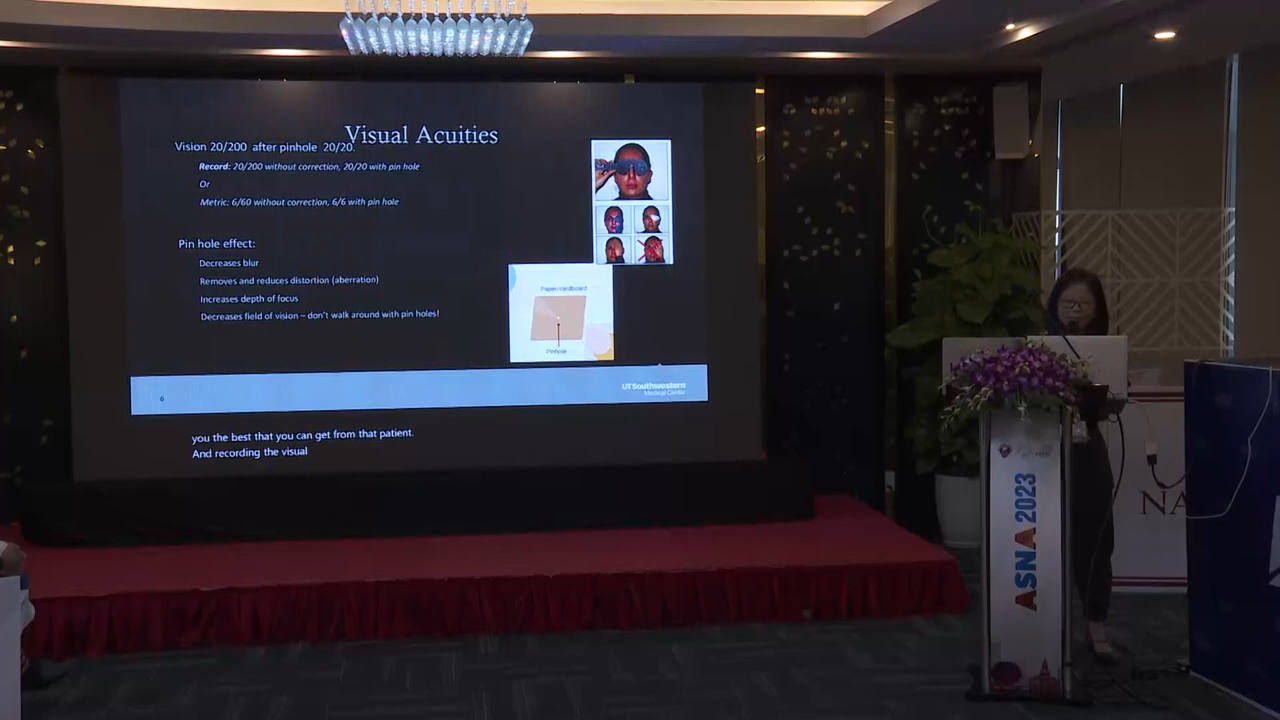 Visual Acuities
Vision 20/200 after pinhole 20/20.
Record: 20/200 without correction, 20/20 with pin hole
Or
Metric: 6/60 without correction, 6/6 with pin hole
Pin hole effect:
Decreases blur
Removes and reduces distortion (aberration)
Increases depth of focus
Decreases field of vision – don't walk around with pin holes!
Paper/cardboard
Pinhole
6
UTSouthwestern
Medical Center
you the best that you can get from that patient.
And recording the visual
ASNA 2023
NA